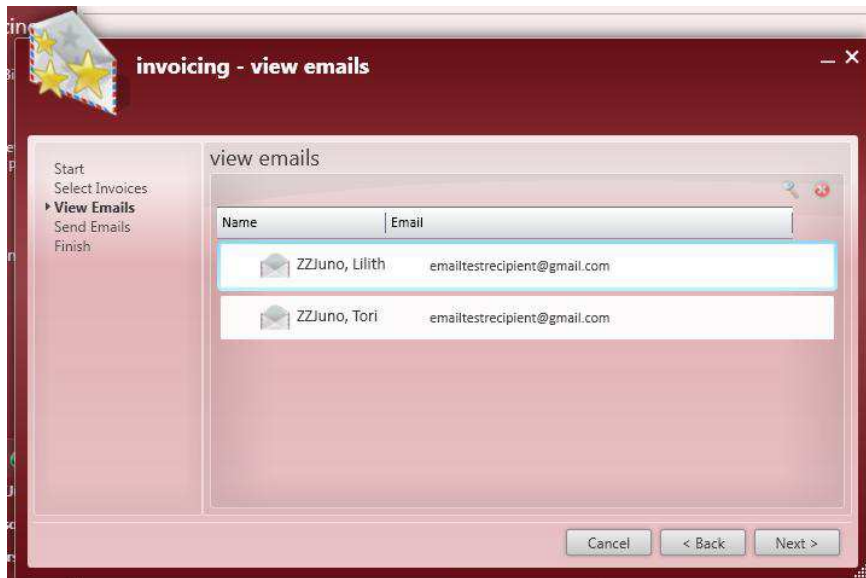 invoicing - view emails
Start
Select Invoices
View Emails
Send Emails
Finish
view emails
Name Email
ZZJuno, Lilith emailtestrecipient@gmail.com
ZZJuno, Tori emailtestrecipient@gmail.com
Cancel < Back Next >